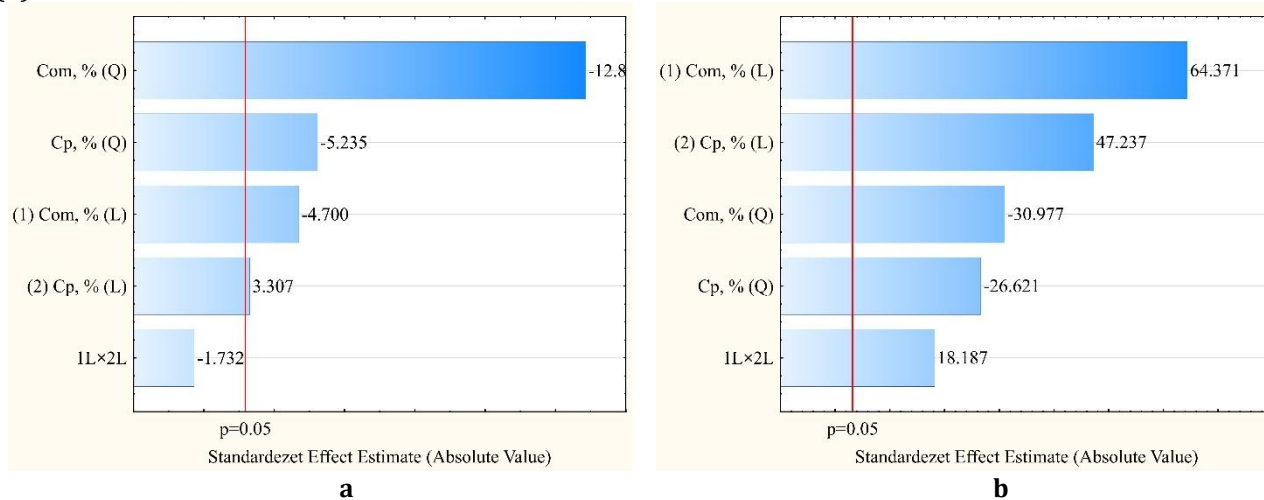 Com, % (Q)
-12.8
Cp, % (Q)
-5.235
(1) Com, % (L)
-4.700
(2) Cp, % (L)
3.307
1L×2L
-1.732
p=0.05
Standardezet Effect Estimate (Absolute Value)
a
(1) Com, % (L)
64.371
(2) Cp, % (L)
47.237
Com, % (Q)
-30.977
Cp, % (Q)
-26.621
1L×2L
18.187
p=0.05
Standardezet Effect Estimate (Absolute Value)
b